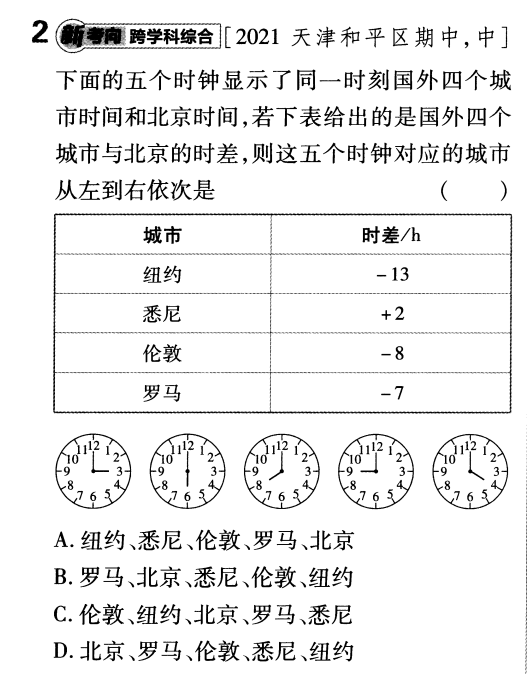 2 新考向 跨学科综合 [2021 天津和平区期中,中]
下面的五个时钟显示了同一时刻国外四个城
市时间和北京时间,若下表给出的是国外四个
城市与北京的时差,则这五个时钟对应的城市
从左到右依次是 ( )
城市 时差/h
纽约 -13
悉尼 +2
伦敦 -8
罗马 -7
12 1 2 3 4 5 6 7 8 9 10 11 12 1 2 3 4 5 6 7 8 9 10 11 12 1 2 3 4 5 6 7 8 9 10 11 12 1 2 3 4 5 6 7 8 9 10 11 12 1 2 3 4 5 6 7 8 9 10 11
A. 纽约、悉尼、伦敦、罗马、北京
B. 罗马、北京、悉尼、伦敦、纽约
C. 伦敦、纽约、北京、罗马、悉尼
D. 北京、罗马、伦敦、悉尼、纽约